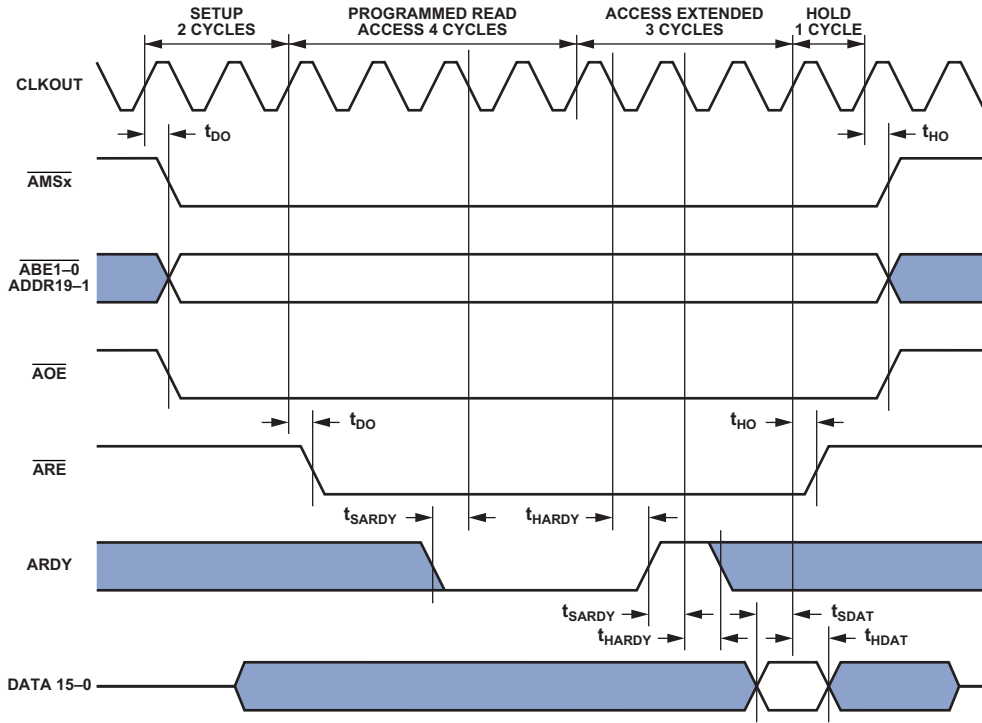 SETUP
2 CYCLES
PROGRAMMED READ
ACCESS 4 CYCLES
ACCESS EXTENDED
3 CYCLES
HOLD
1 CYCLE
CLKOUT
tDO
tHO
AMSx
ABE1–0
ADDR19–1
AOE
tDO
tHO
ARE
tSARDY
tHARDY
ARDY
tSARDY
tSDAT
tHARDY
tHDAT
DATA 15–0